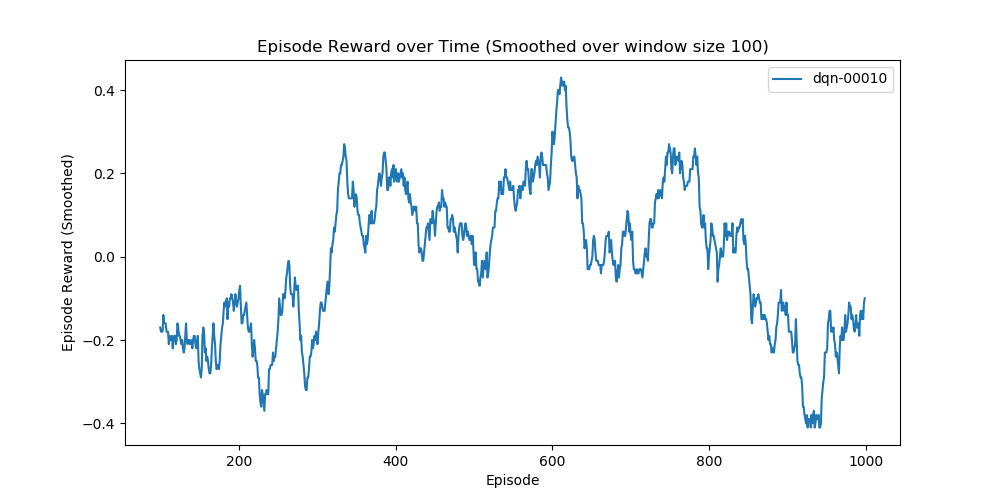 Episode Reward over Time (Smoothed over window size 100)
dqn-00010
Episode Reward (Smoothed)
0.4
0.2
0.0
−0.2
−0.4
200
400
600
800
1000
Episode